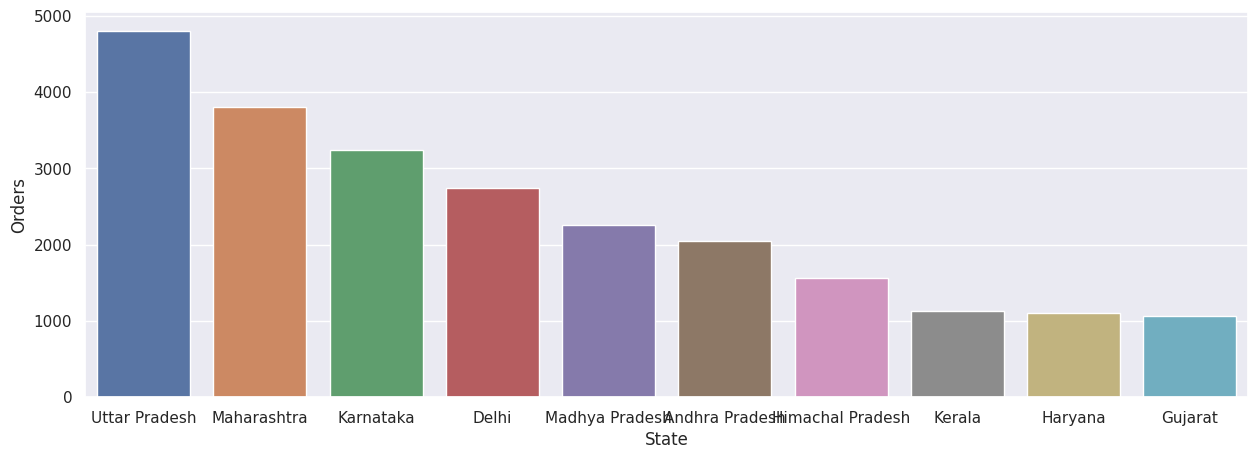 5000
4000
3000
2000
1000
0
Orders
Uttar Pradesh Maharashtra Karnataka Delhi Madhya Pradesh Andhra Pradesh Himachal Pradesh Kerala Haryana Gujarat
State